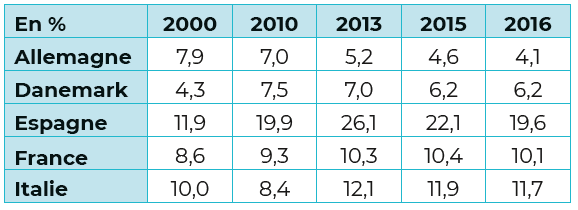 En % 2000 2010 2013 2015 2016
Allemagne 7,9 7,0 5,2 4,6 4,1
Danemark 4,3 7,5 7,0 6,2 6,2
Espagne 11,9 19,9 26,1 22,1 19,6
France 8,6 9,3 10,3 10,4 10,1
Italie 10,0 8,4 12,1 11,9 11,7